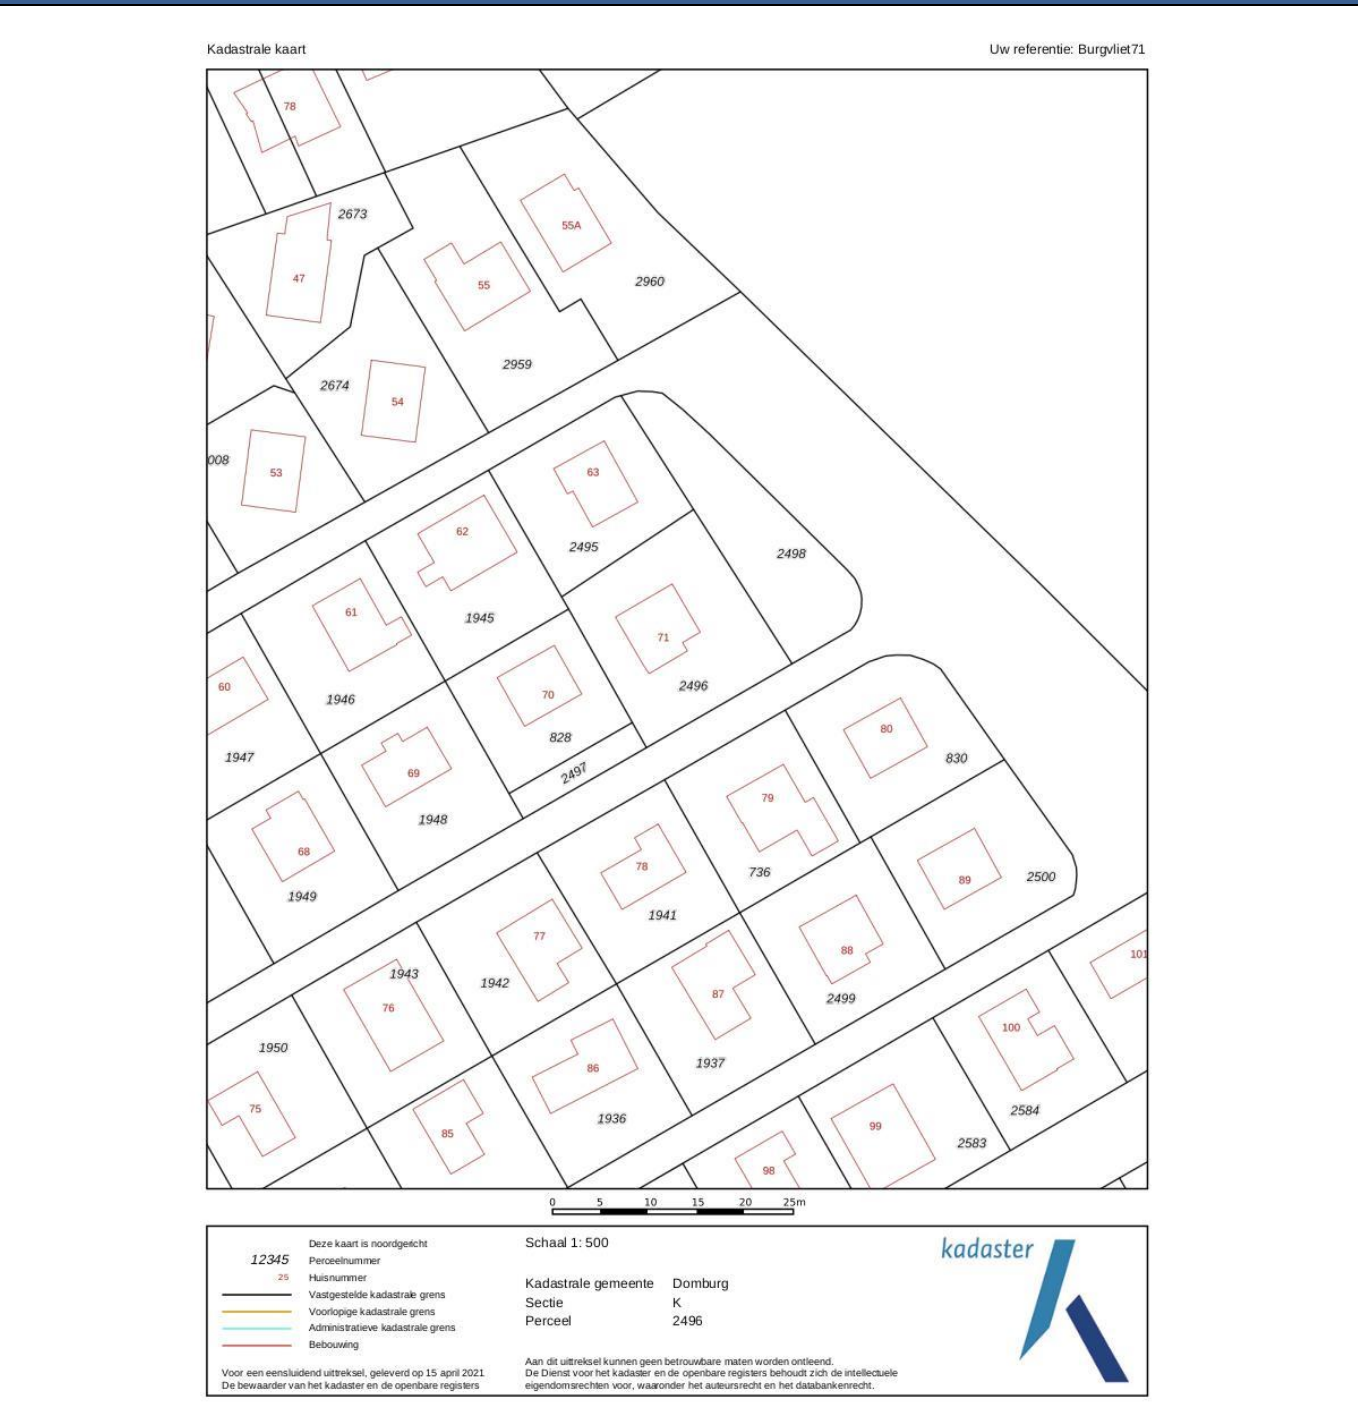 Kadastrale kaart
Uw referentie: Burgvliet71
78
2673
55A
47
55
2960
2959
2674
54
008
53
63
62
2495
2498
61
1945
71
60
1946
70
2496
80
1947
828
830
69
2497
79
1948
68
78
736
89
2500
1949
1941
77
88
1943
1942
87
2499
76
100
101
1950
86
1937
75
85
1936
99
2584
2583
98
0 5 10 15 20 25m
Deze kaart is noordgericht
12345 Perceelnummer
25 Huisnummer
Vastgestelde kadastrale grens
Voorlopige kadastrale grens
Administratieve kadastrale grens
Bebouwing
Voor een eensluidend uittreksel, geleverd op 15 april 2021
De bewaarder van het kadaster en de openbare registers
Schaal 1: 500
Kadastrale gemeente Domburg
Sectie K
Perceel 2496
Aan dit uittreksel kunnen geen betrouwbare maten worden ontleend.
De Dienst voor het kadaster en de openbare registers behoudt zich de intellectuele
eigendomsrechten voor, waaronder het auteursrecht en het databankenrecht.
kadaster